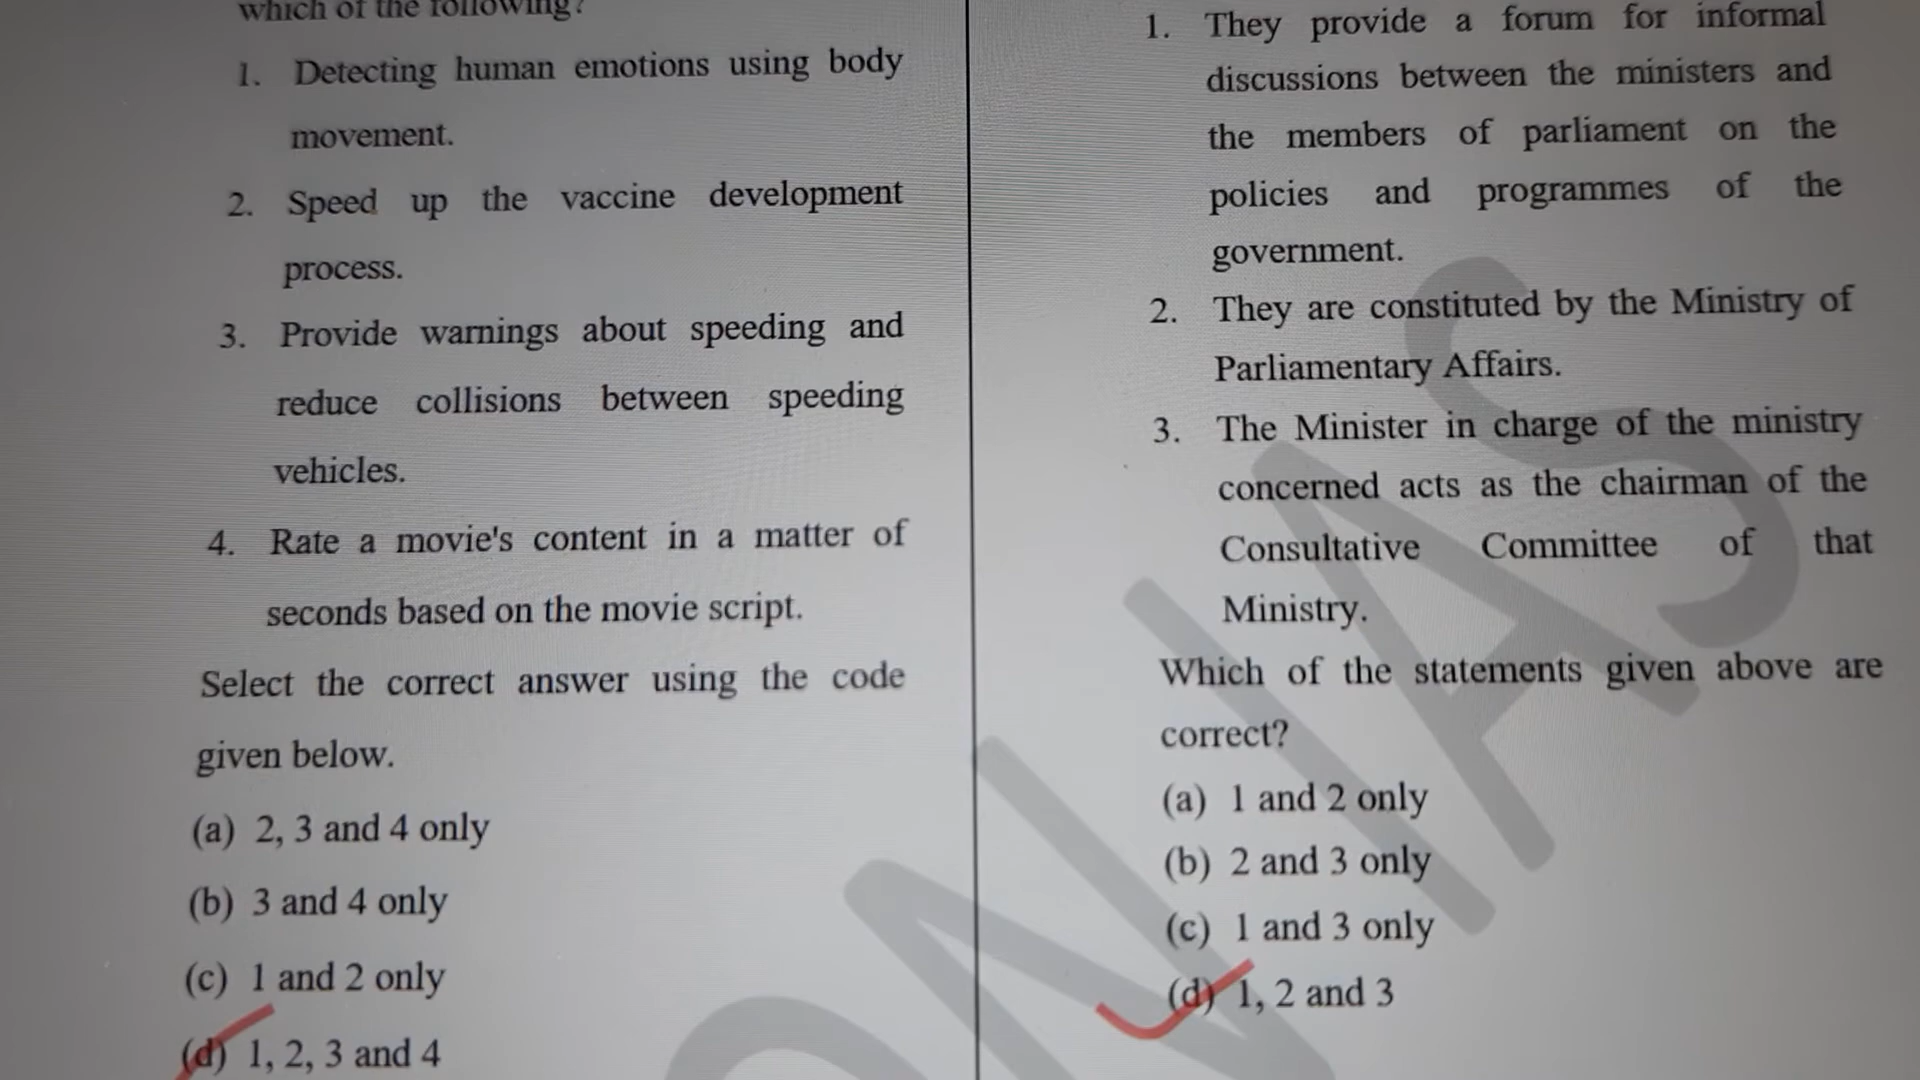 which of the following?
1. Detecting human emotions using body
movement.
2. Speed up the vaccine development
process.
3. Provide warnings about speeding and
reduce collisions between speeding
vehicles.
4. Rate a movie's content in a matter of
seconds based on the movie script.
Select the correct answer using the code
given below.
(a) 2, 3 and 4 only
(b) 3 and 4 only
(c) 1 and 2 only
(d) 1, 2, 3 and 4
1. They provide a forum for informal
discussions between the ministers and
the members of parliament on the
policies and programmes of the
government.
2. They are constituted by the Ministry of
Parliamentary Affairs.
3. The Minister in charge of the ministry
concerned acts as the chairman of the
Consultative Committee of that
Ministry.
Which of the statements given above are
correct?
(a) 1 and 2 only
(b) 2 and 3 only
(c) 1 and 3 only
(d) 1, 2 and 3
IAS